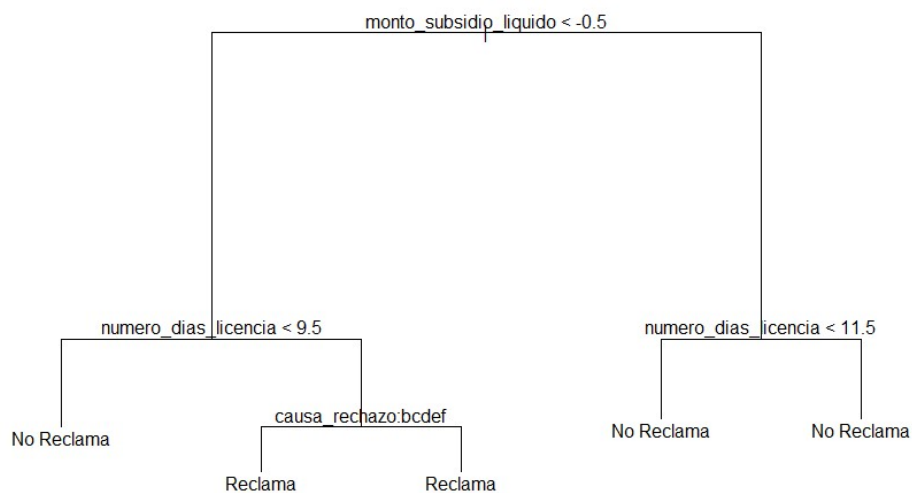 monto_subsidio_liquido < -0.5
numero_dias_licencia < 9.5
numero_dias_licencia < 11.5
causa_rechazo:bcdef
No Reclama
No Reclama
No Reclama
Reclama
Reclama